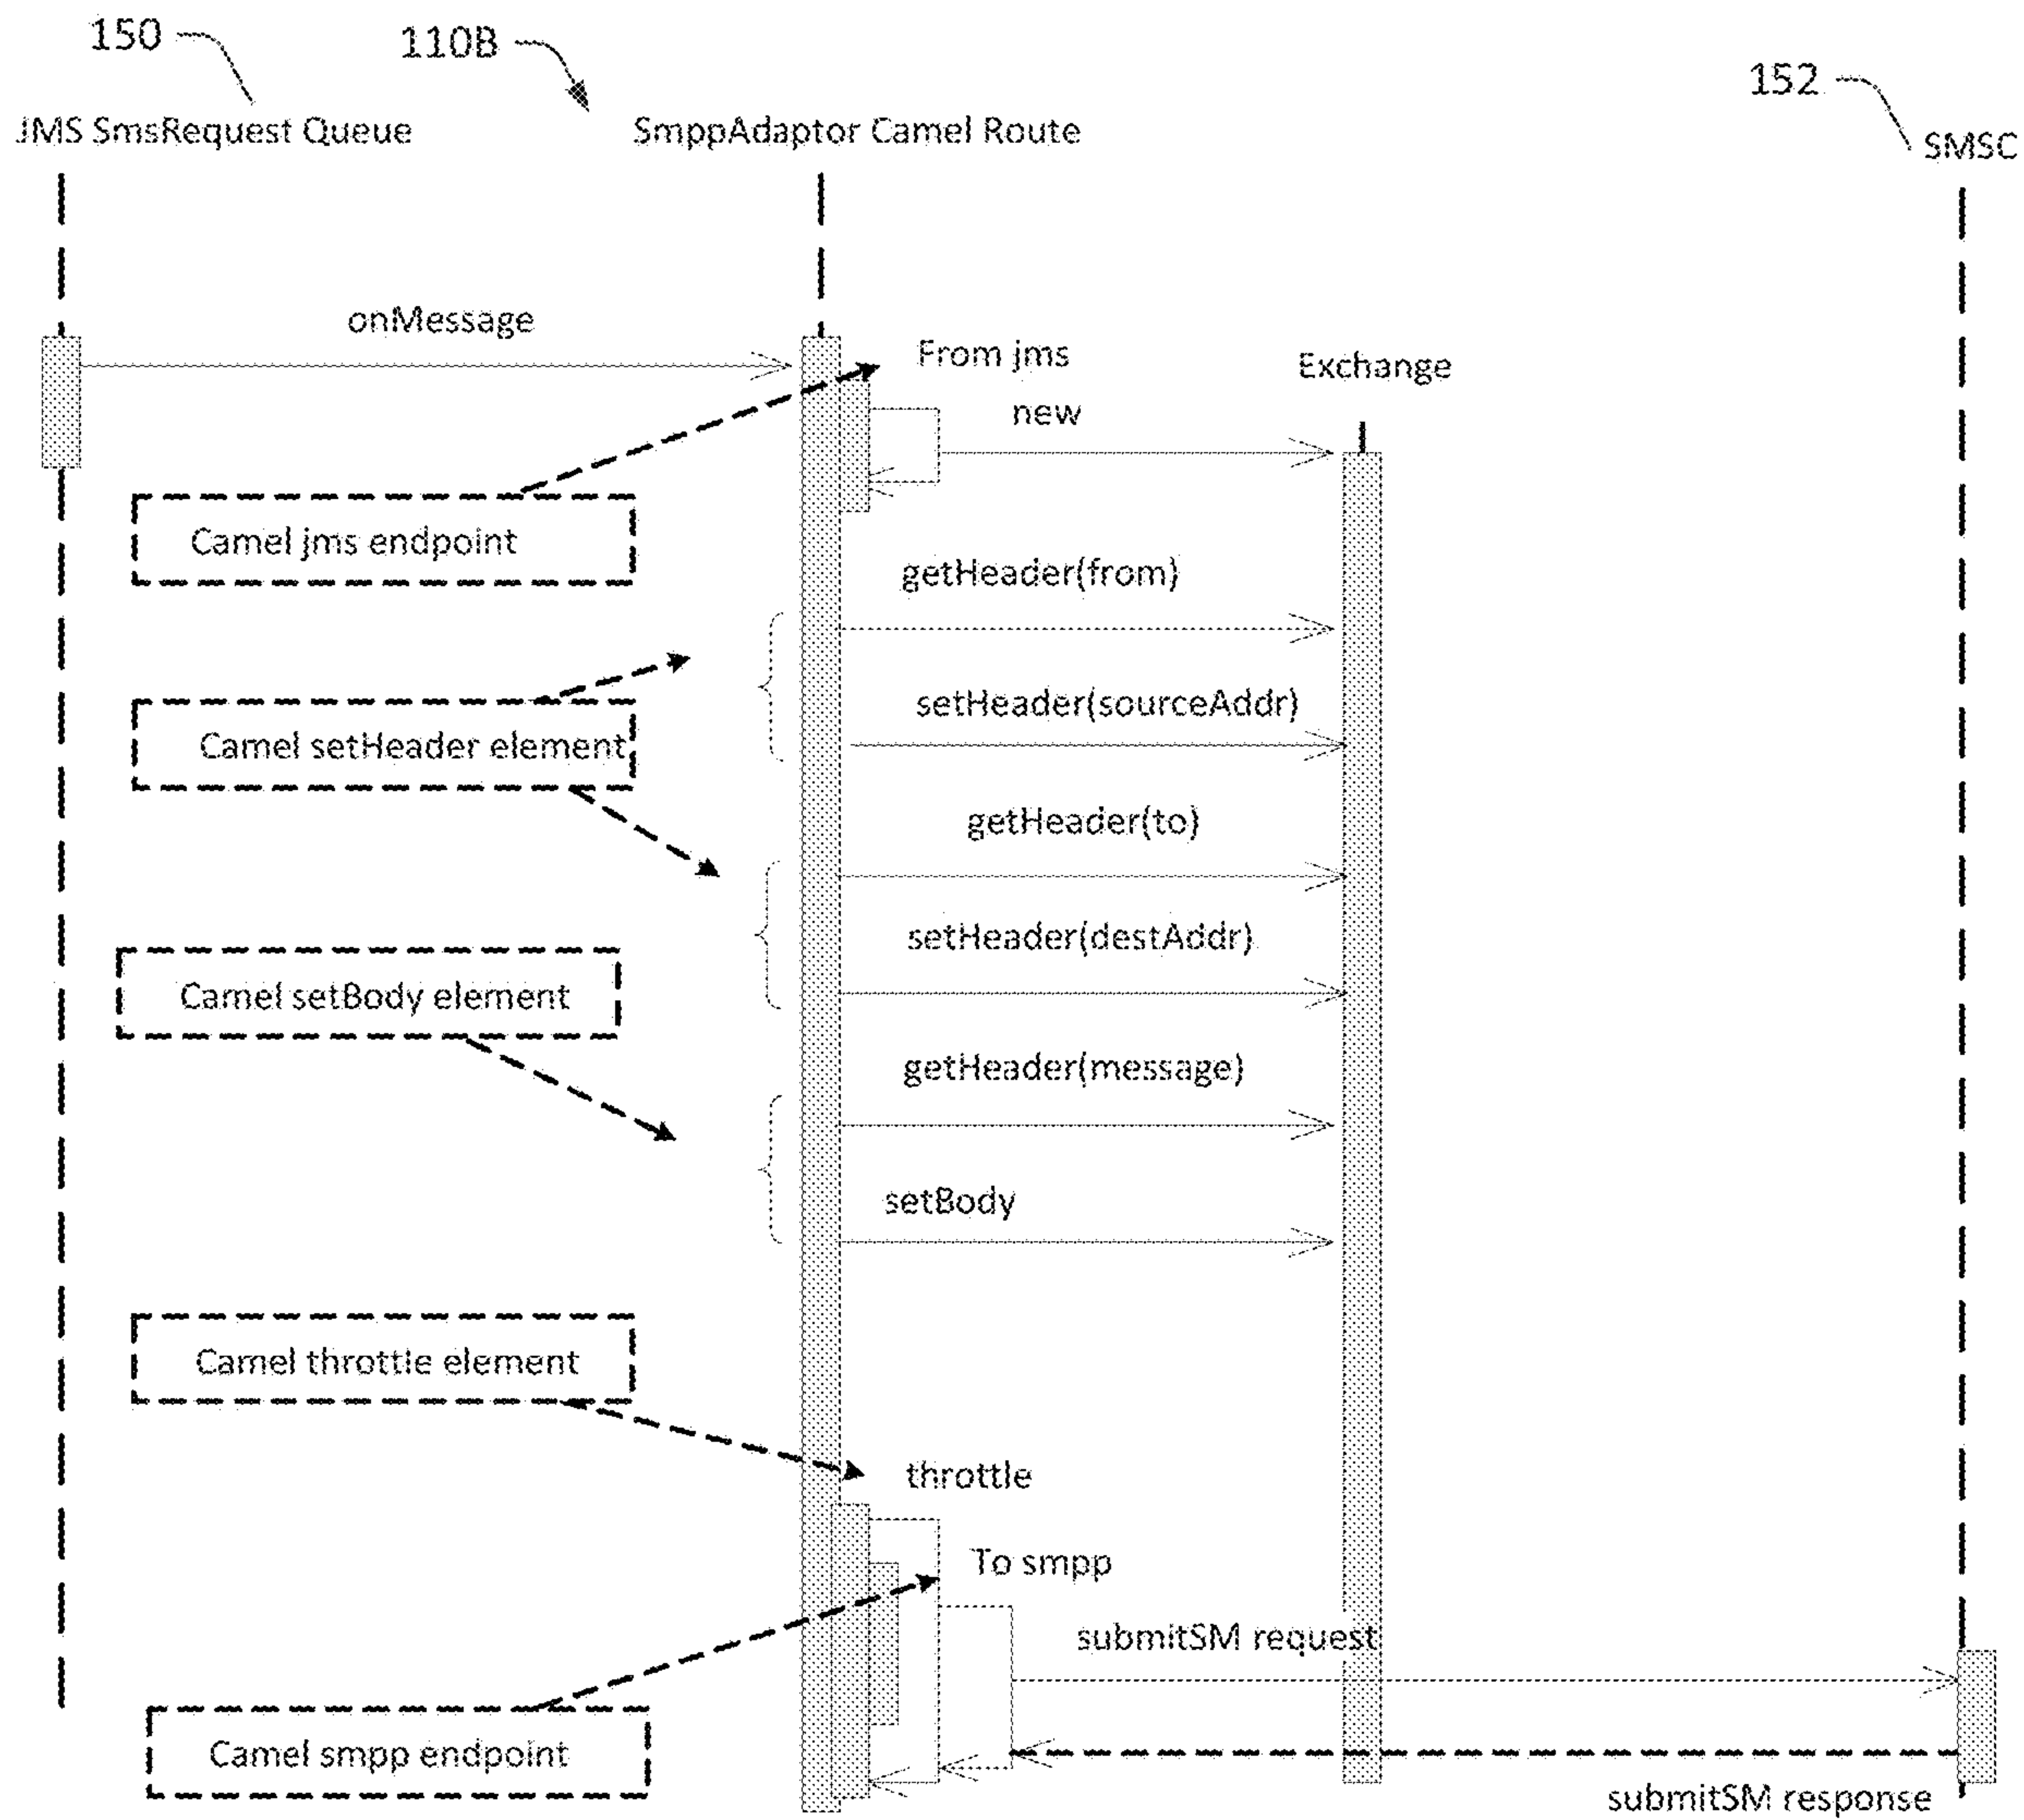 150
110B
152
JMS SmsRequest Queue
SmppAdaptor Camel Route
SMSC
onMessage
From jms
Exchange
new
Camel jms endpoint
getHeader(from)
setHeader(sourceAddr)
Camel setHeader element
getHeader(to)
setHeader(destAddr)
Camel setBody element
getHeader(message)
setBody
Camel throttle element
throttle
To smpp
submitSM request
Camel smpp endpoint
submitSM response